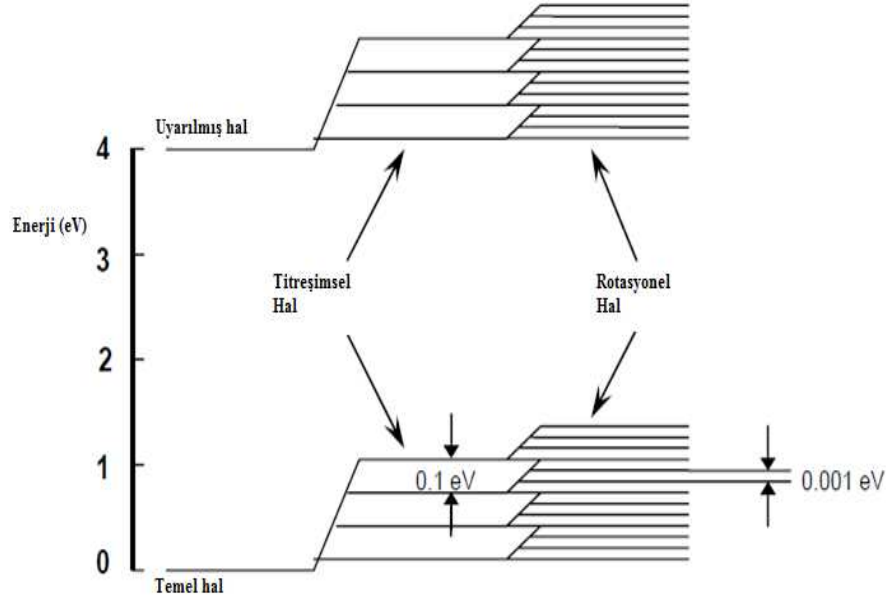 Uyarılmış hal
4
Enerji (eV)
3
Titreşimsel
Hal
Rotasyonel
Hal
2
1
0.1 eV
0.001 eV
0
Temel hal